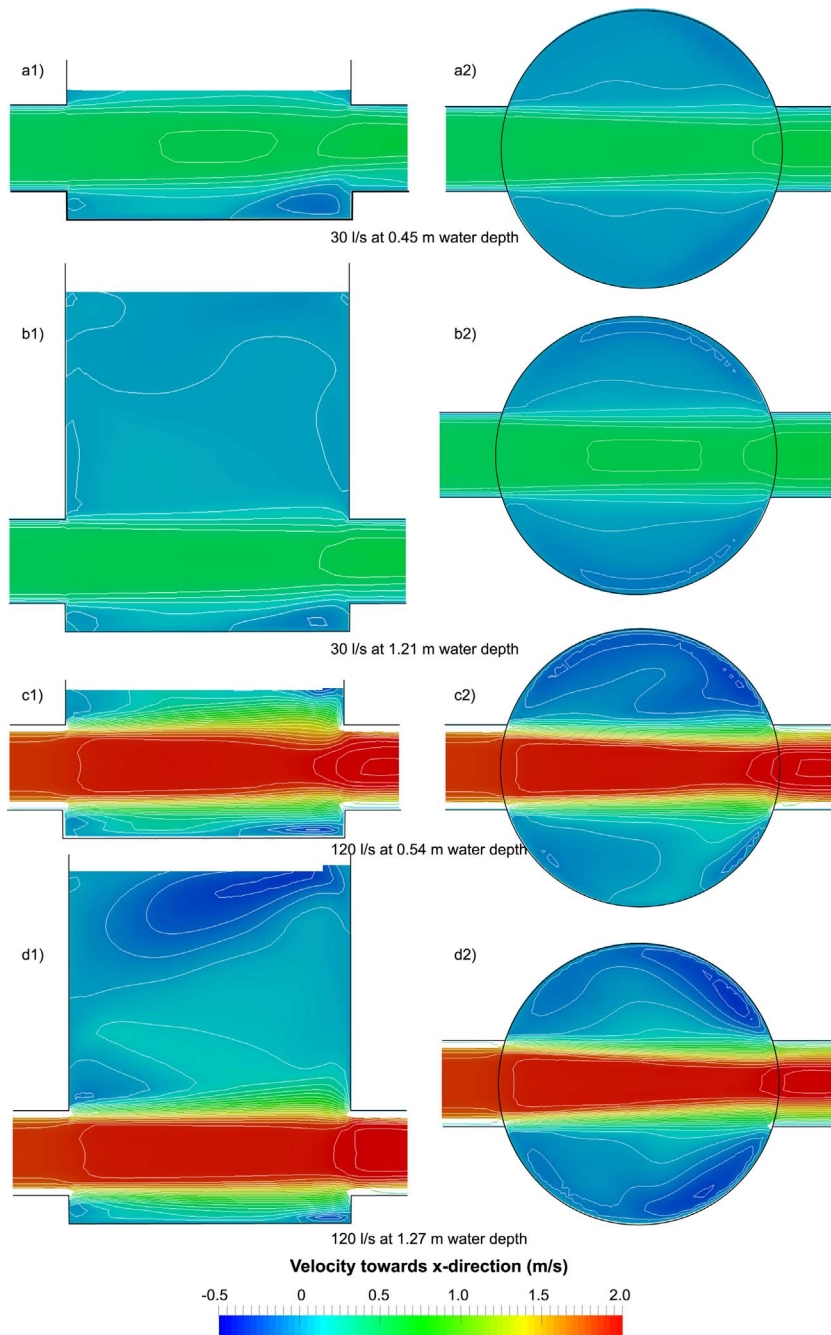 a1)
a2)
30 l/s at 0.45 m water depth
b1)
b2)
30 l/s at 1.21 m water depth
c1)
c2)
120 l/s at 0.54 m water depth
d1)
d2)
120 l/s at 1.27 m water depth
Velocity towards x-direction (m/s)
-0.5 0 0.5 1.0 1.5 2.0